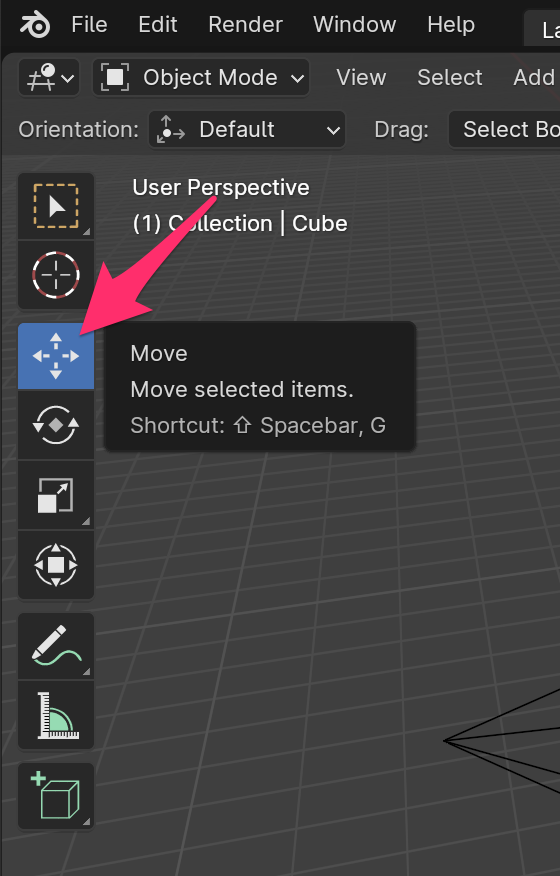 File Edit Render Window Help La
Object Mode View Select Add
Orientation: Default Drag: Select Bo
User Perspective
(1) Collection | Cube
Move
Move selected items.
Shortcut: ⇧ Spacebar, G